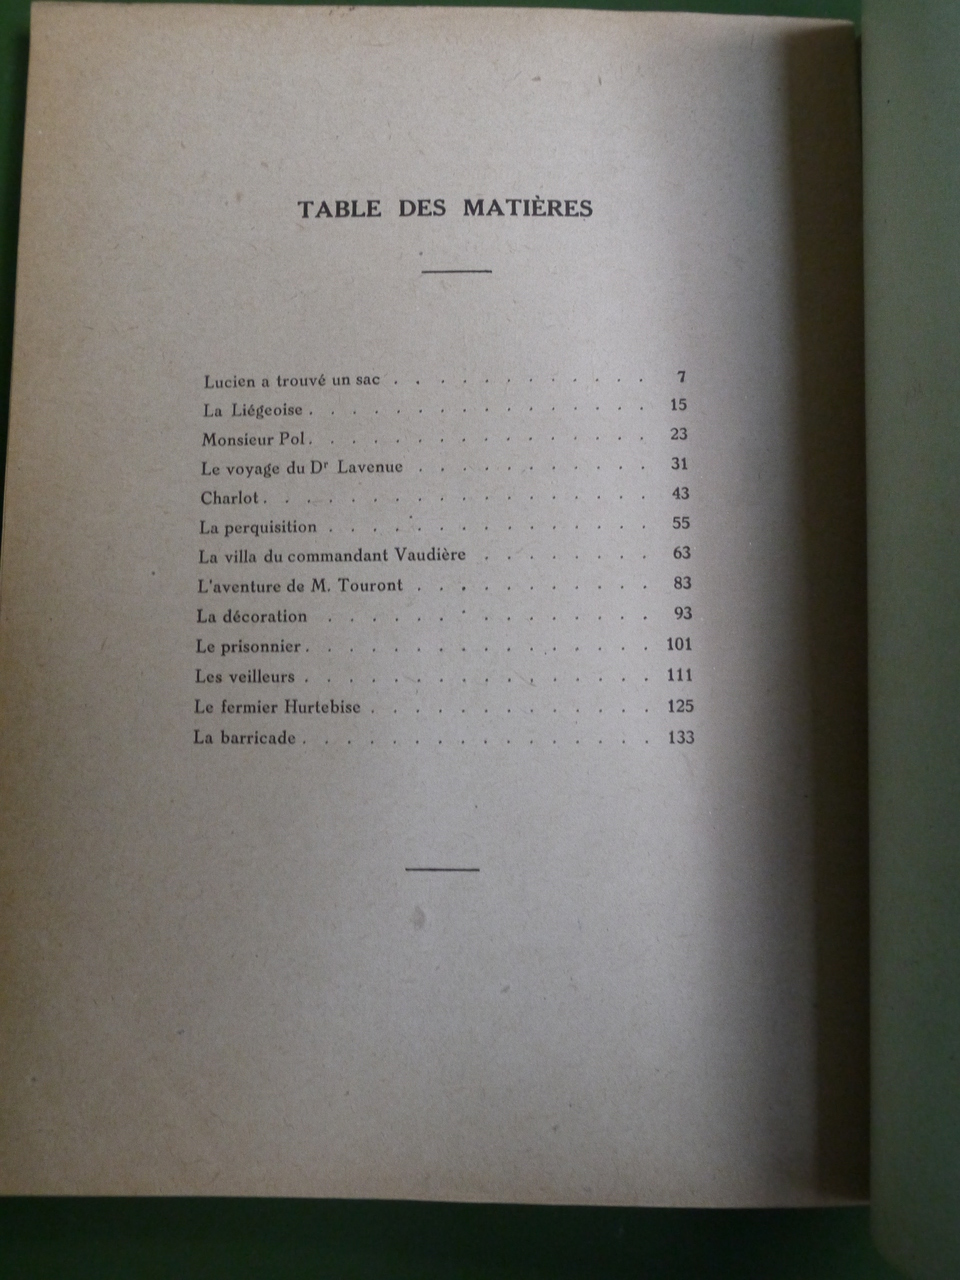 TABLE DES MATIÈRES
Lucien a trouvé un sac . . . . . . . . . . . . 7
La Liégeoise . . . . . . . . . . . . . . . . 15
Monsieur Pol . . . . . . . . . . . . . . . . 23
Le voyage du Dr Lavenue . . . . . . . . . . . 31
Charlot . . . . . . . . . . . . . . . . . . 43
La perquisition . . . . . . . . . . . . . . . 55
La villa du commandant Vaudière . . . . . . . . 63
L'aventure de M. Touront . . . . . . . . . . . 83
La décoration . . . . . . . . . . . . . . . 93
Le prisonnier . . . . . . . . . . . . . . . . 101
Les veilleurs . . . . . . . . . . . . . . . . 111
Le fermier Hurtebise . . . . . . . . . . . . . 125
La barricade . . . . . . . . . . . . . . . . 133